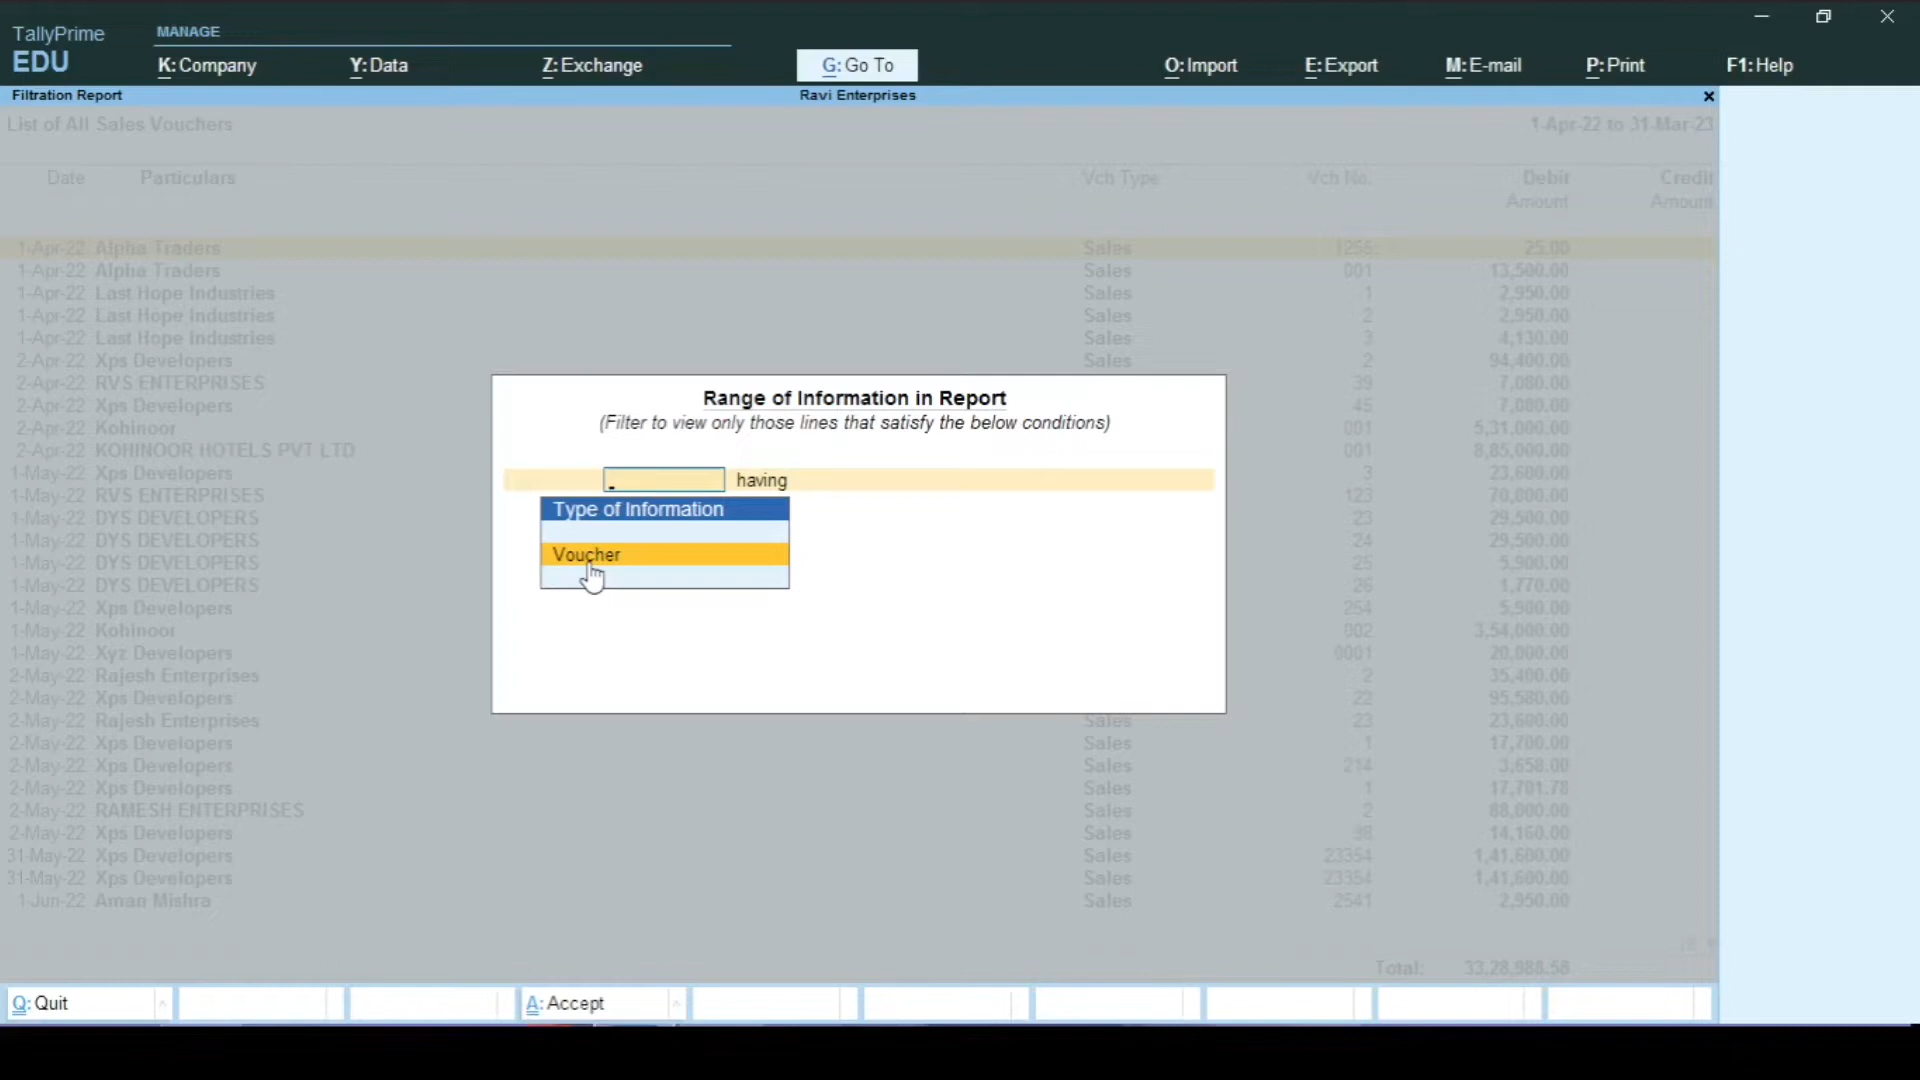 TallyPrime
EDU
MANAGE
K: Company
Y: Data
Z: Exchange
G: Go To
O: Import
E: Export
M: E-mail
P: Print
F1: Help
Filtration Report
Ravi Enterprises
List of All Sales Vouchers
1-Apr-22 to 31-Mar-23
Date Particulars Vch Type Vch No. Debit Credit
Amount Amount
1-Apr-22 Alpha Traders Sales 25.00
1-Apr-22 Alpha Traders Sales 001 13,500.00
1-Apr-22 Last Hope Industries Sales 1 2,950.00
1-Apr-22 Last Hope Industries Sales 2 2,950.00
1-Apr-22 Last Hope Industries Sales 3 4,130.00
2-Apr-22 Xps Developers Sales 2 94,400.00
2-Apr-22 RVS ENTERPRISES 39 7,080.00
2-Apr-22 Xps Developers 45 7,080.00
2-Apr-22 Kohinoor 001 5,31,000.00
2-Apr-22 KOHINOOR HOTELS PVT LTD 001 8,85,000.00
1-May-22 Xps Developers 3 23,600.00
1-May-22 RVS ENTERPRISES 123 70,800.00
1-May-22 DYS DEVELOPERS 23 29,500.00
1-May-22 DYS DEVELOPERS 24 29,500.00
1-May-22 DYS DEVELOPERS 25 5,900.00
1-May-22 DYS DEVELOPERS 26 1,770.00
1-May-22 Xps Developers 254 5,900.00
1-May-22 Kohinoor 002 3,54,000.00
1-May-22 Xyz Developers 0001 20,000.00
2-May-22 Rajesh Enterprises 2 35,400.00
2-May-22 Xps Developers 22 95,580.00
2-May-22 Rajesh Enterprises Sales 23 23,600.00
2-May-22 Xps Developers Sales 1 17,700.00
2-May-22 Xps Developers Sales 214 3,658.00
2-May-22 Xps Developers Sales 1 17,701.78
2-May-22 RAMESH ENTERPRISES Sales 2 88,000.00
2-May-22 Xps Developers Sales 98 14,160.00
31-May-22 Xps Developers Sales 23354 1,41,600.00
31-May-22 Xps Developers Sales 23354 1,41,600.00
1-Jun-22 Aman Mishra Sales 2541 2,950.00
Total: 33,28,988.58
Range of Information in Report
(Filter to view only those lines that satisfy the below conditions)
having
Type of Information
Voucher
Q: Quit
A: Accept